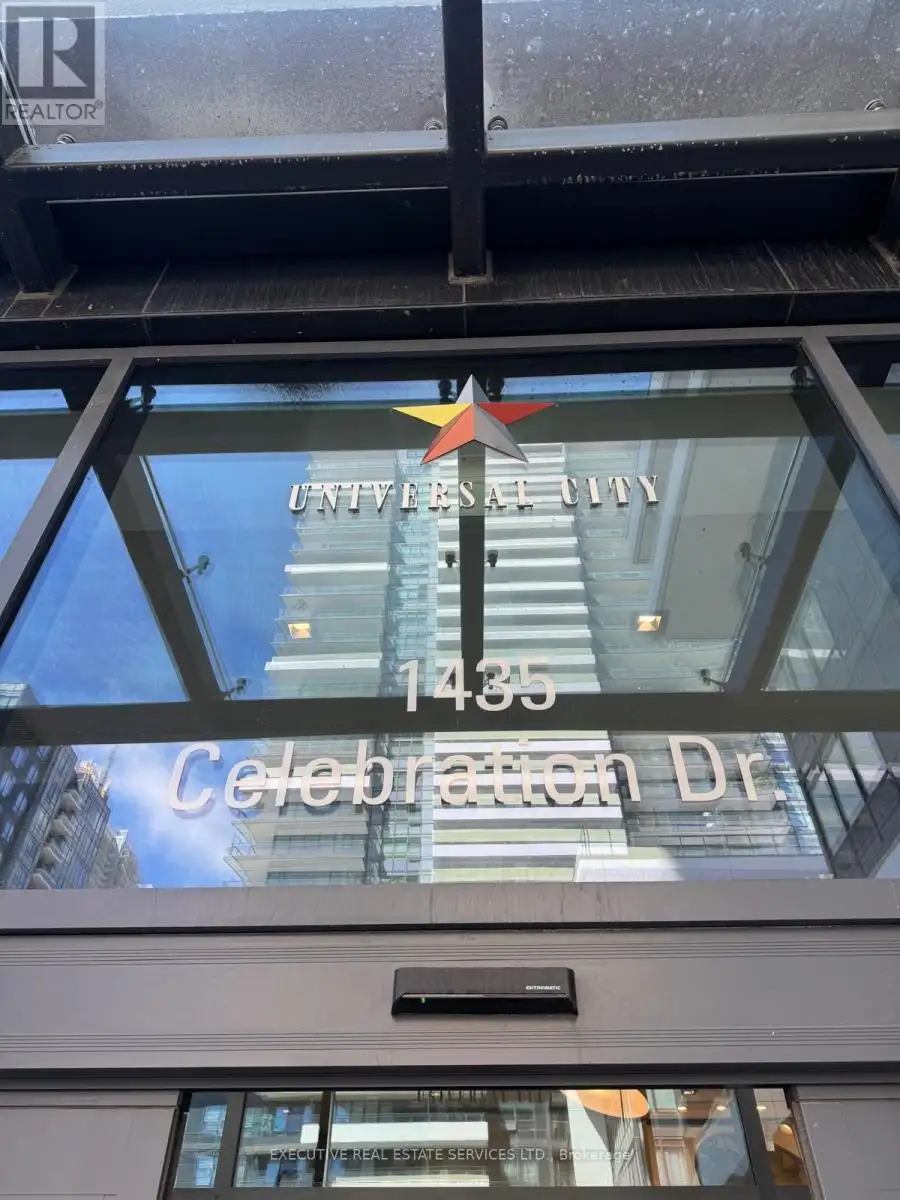 R
REALTOR®
UNIVERSAL CITY
1435
Celebration Dr.
ENTREMATIC
EXECUTIVE REAL ESTATE SERVICES LTD., Brokerage